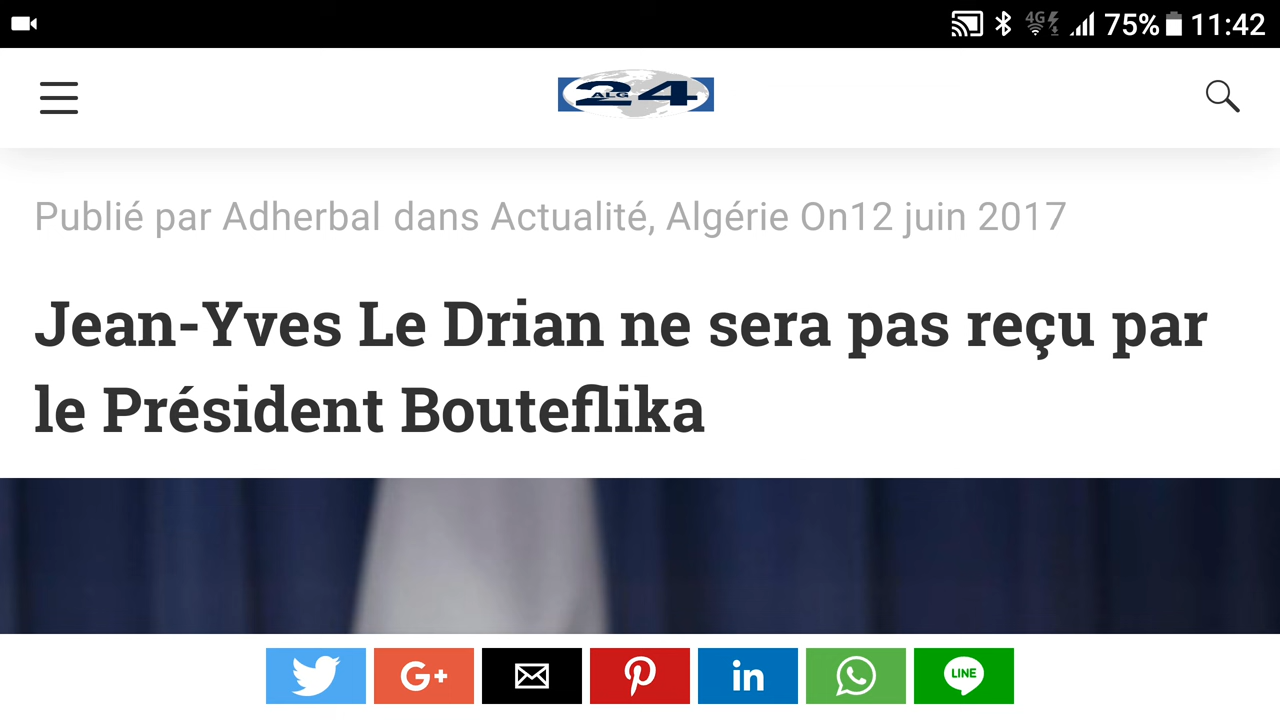 75% 11:42
24
ALG
Publié par Adherbal dans Actualité, Algérie On12 juin 2017
Jean-Yves Le Drian ne sera pas reçu par
le Président Bouteflika
G+ in LINE